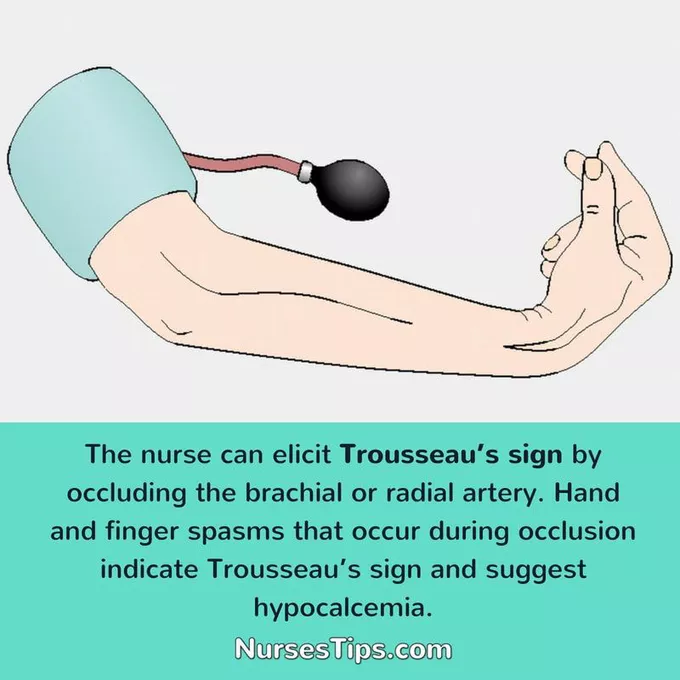 The nurse can elicit Trousseau's sign by
occluding the brachial or radial artery. Hand
and finger spasms that occur during occlusion
indicate Trousseau's sign and suggest
hypocalcemia.
NursesTips.com